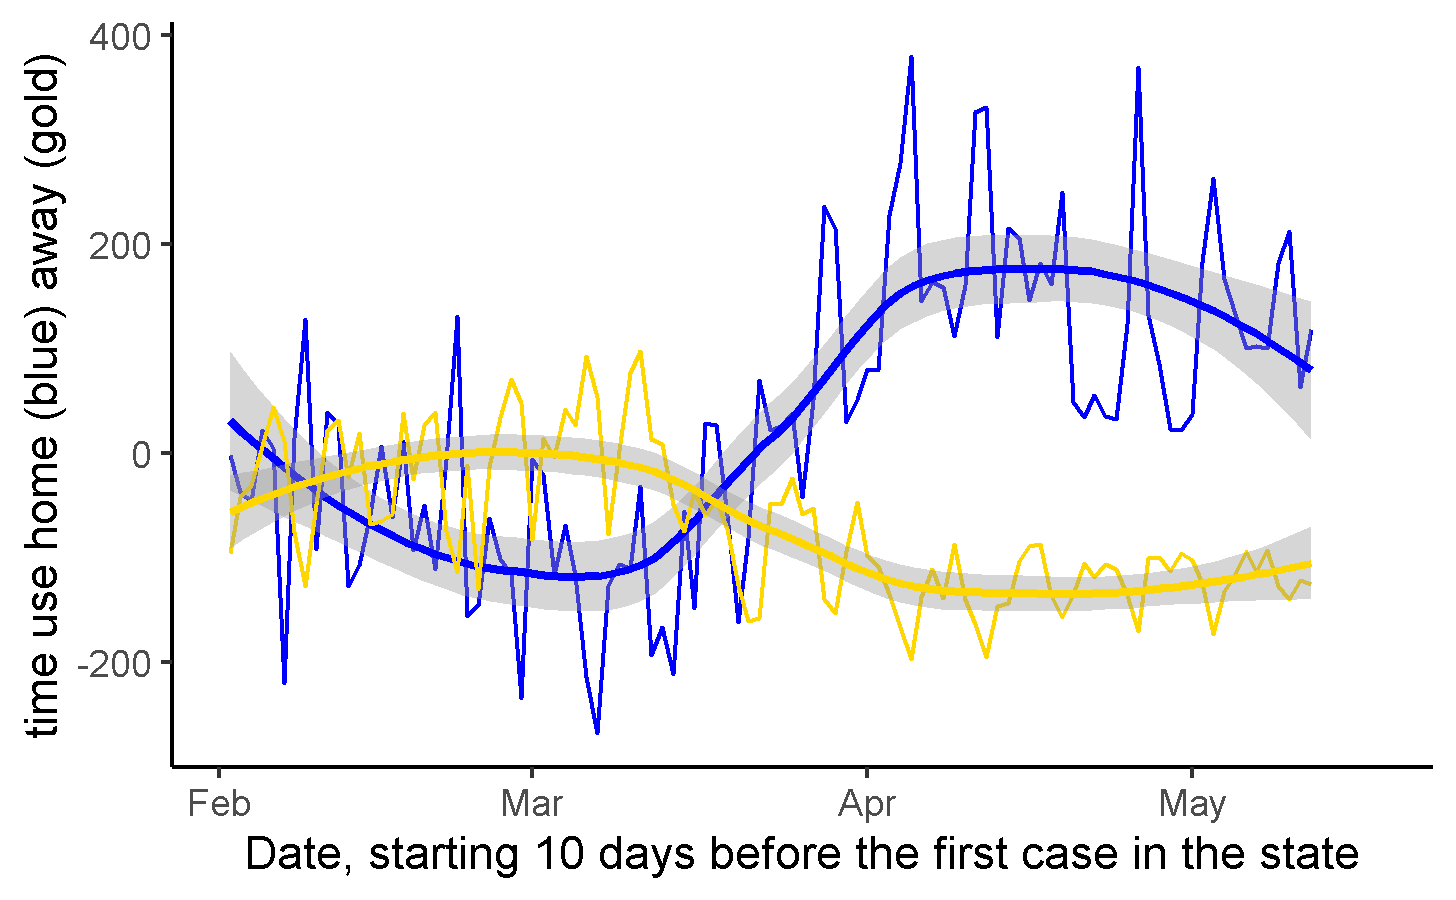 time use home (blue) away (gold)
400
200
0
-200
Feb
Mar
Apr
May
Date, starting 10 days before the first case in the state